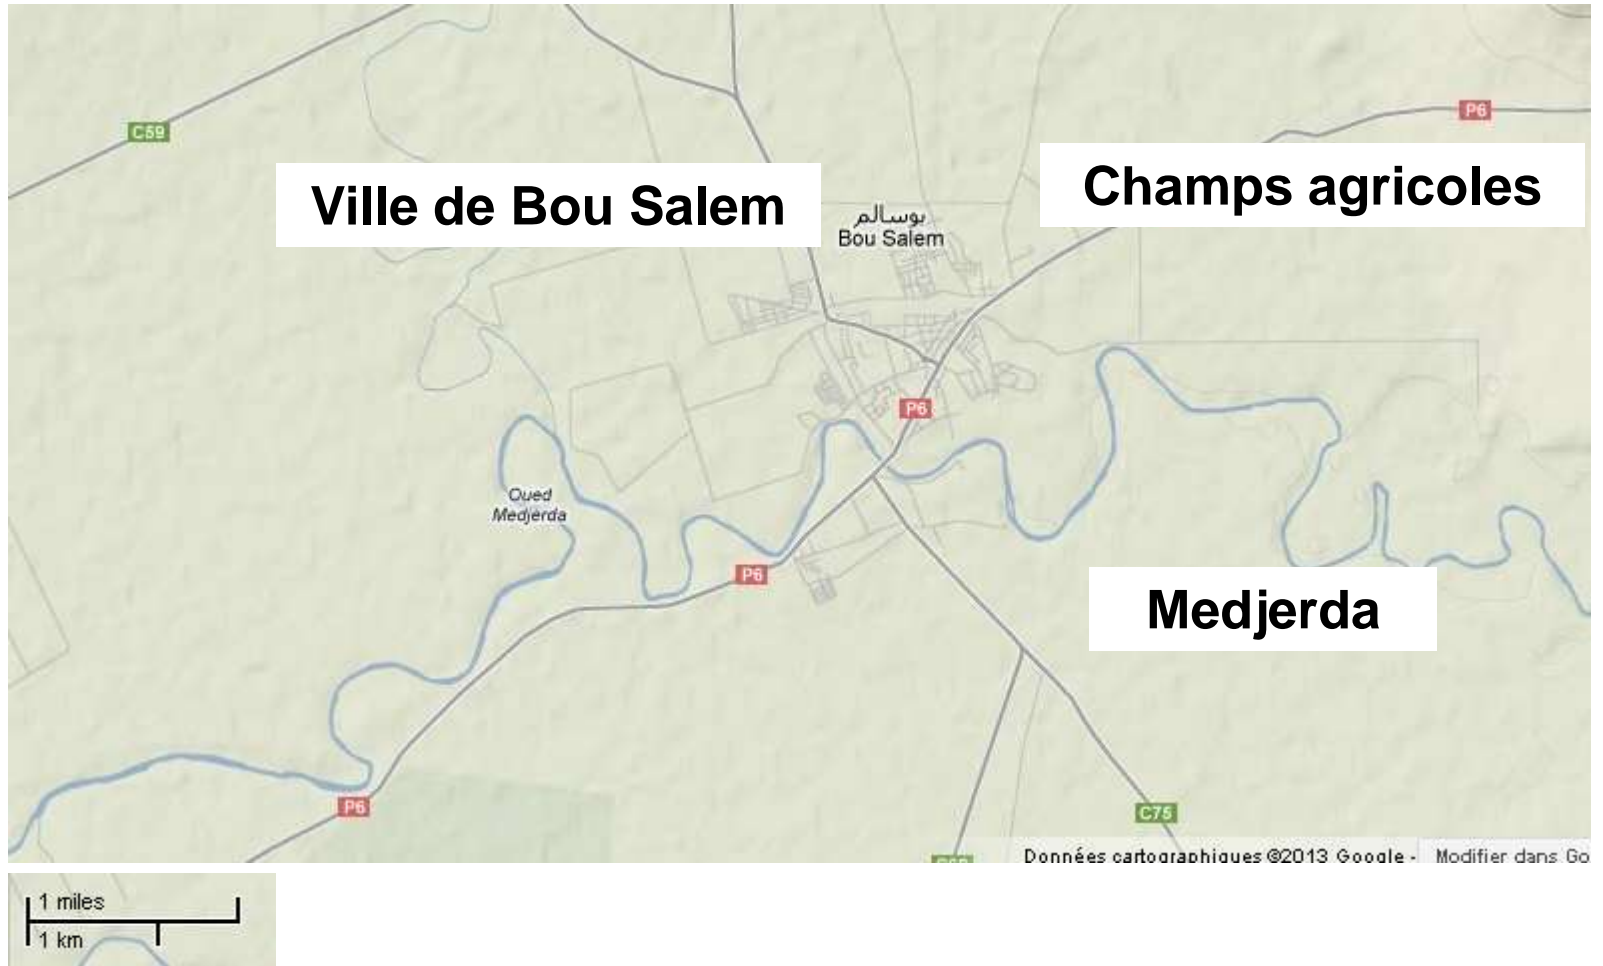 P6
C59
Ville de Bou Salem
Champs agricoles
بوسالم
Bou Salem
P6
Oued
Medjerda
P6
Medjerda
P6
C75
Données cartographiques ©2013 Google -
Modifier dans Go
1 miles
1 km